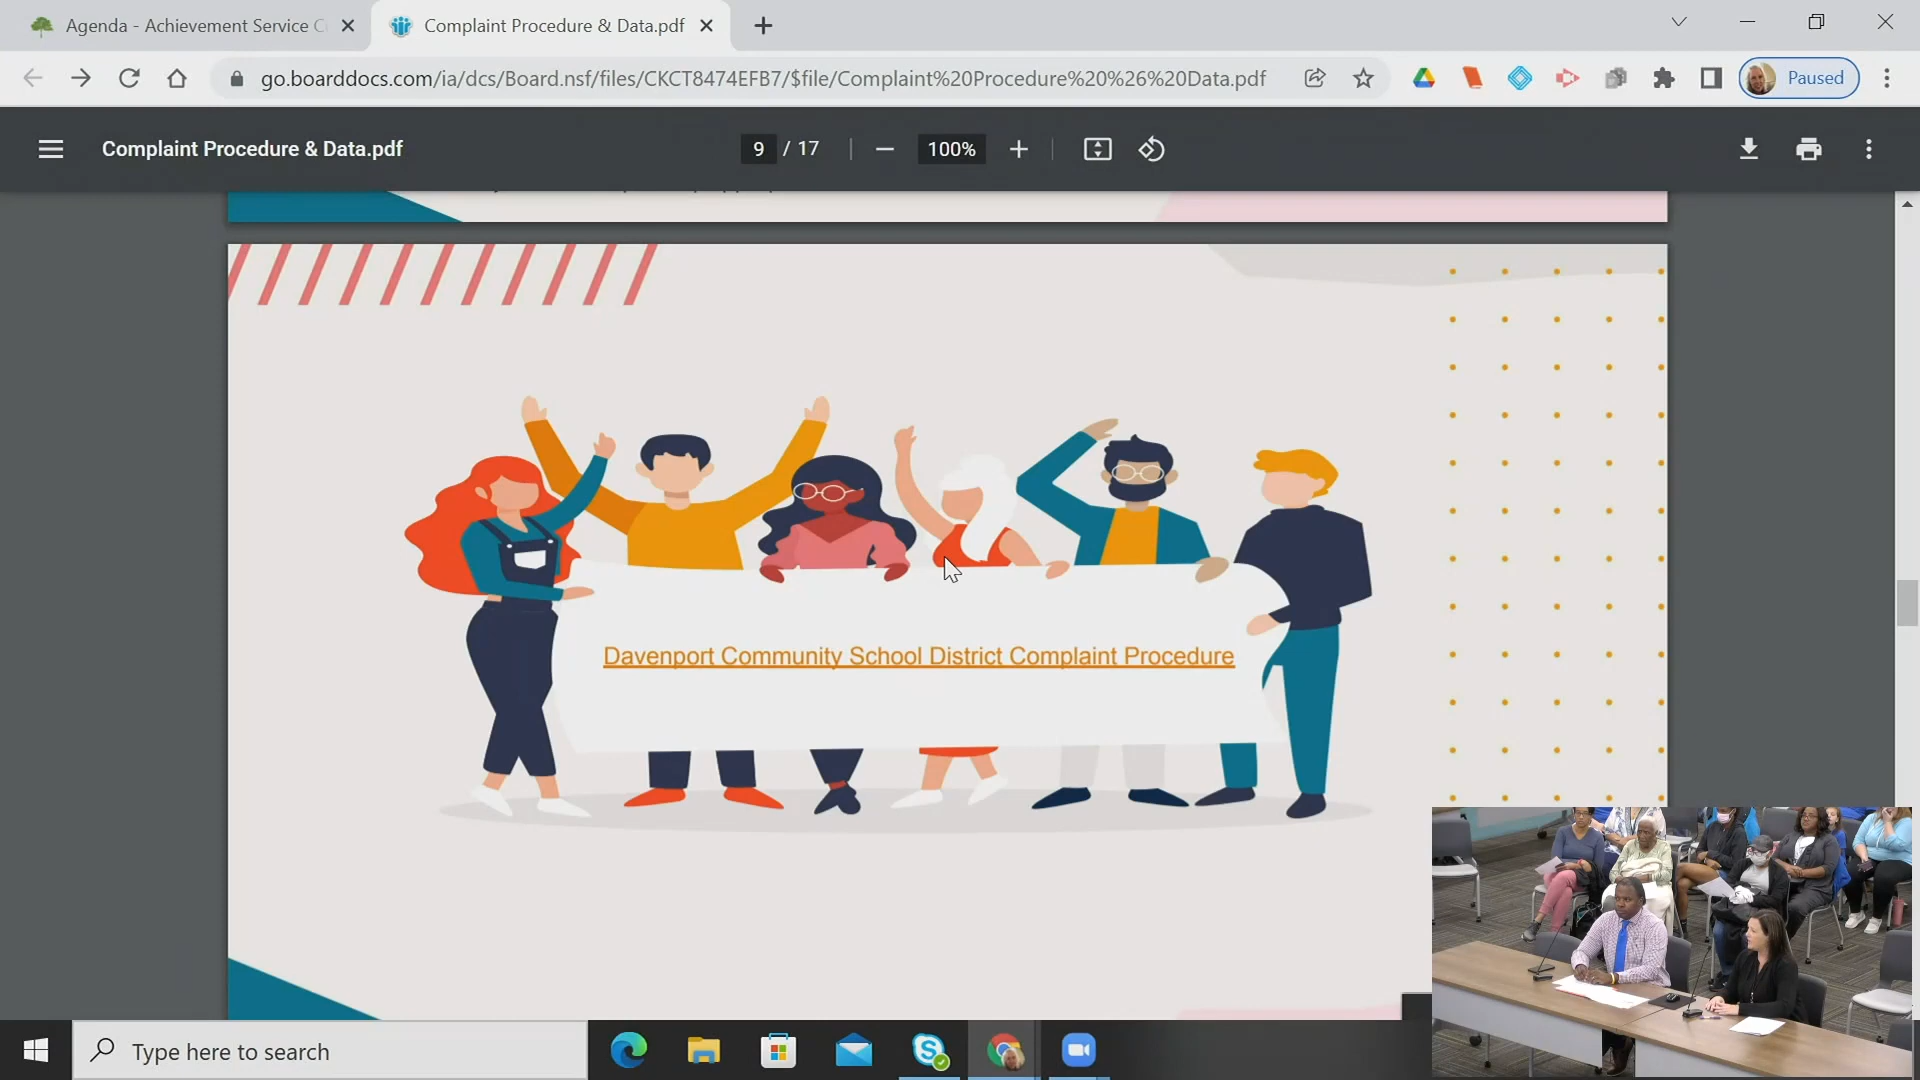 Agenda - Achievement Service C
Complaint Procedure & Data.pdf
go.boarddocs.com/ia/dcs/Board.nsf/files/CKCT8474EFB7/$file/Complaint%20Procedure%20%26%20Data.pdf
Paused
Complaint Procedure & Data.pdf
9 / 17
100%
Davenport Community School District Complaint Procedure
Type here to search